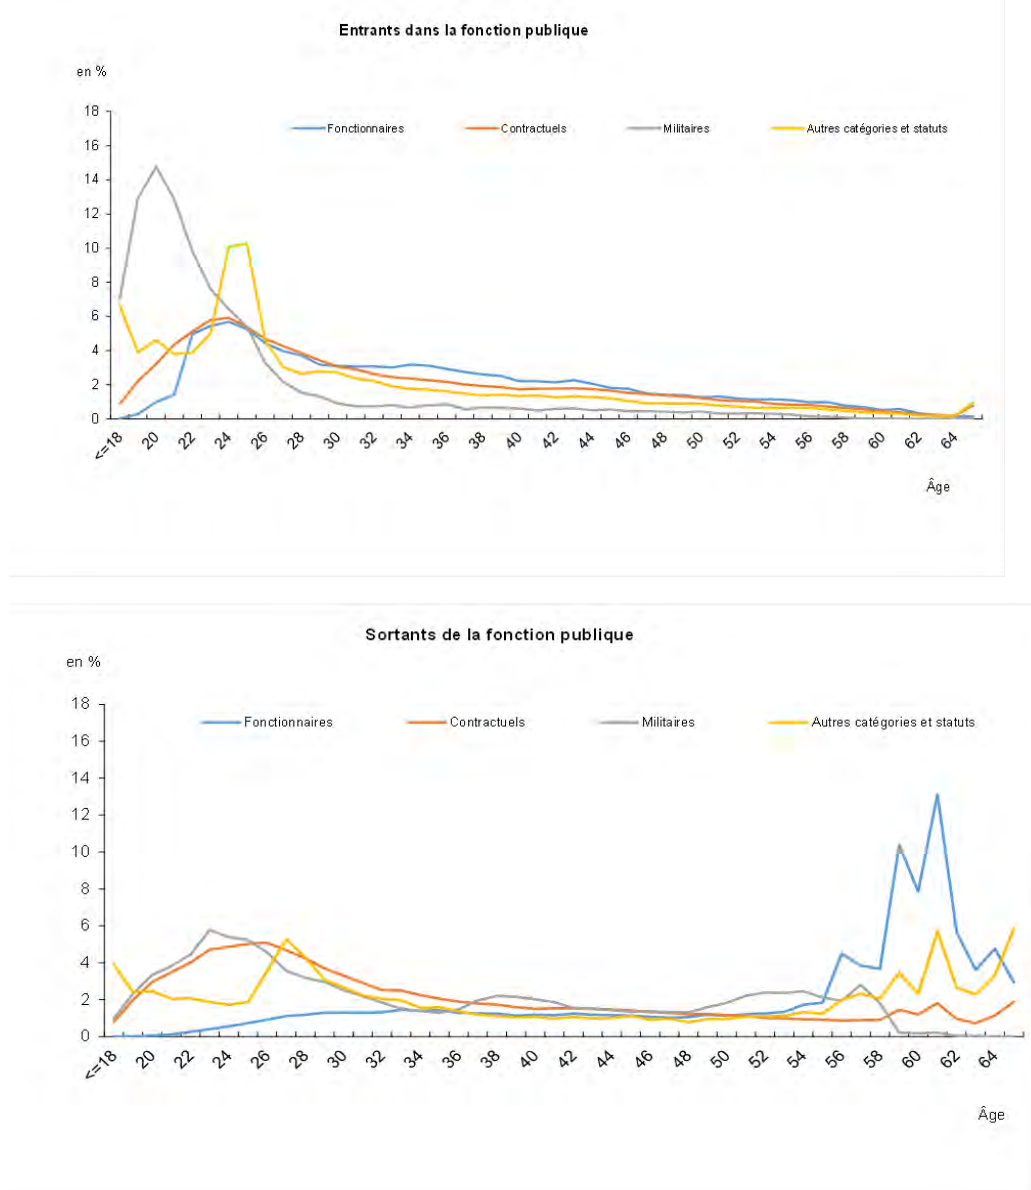 Entrants dans la fonction publique
en %
18
16
14
12
10
8
6
4
2
0
Fonctionnaires Contractuels Militaires Autres catégories et statuts
<=18 20 22 24 26 28 30 32 34 36 38 40 42 44 46 48 50 52 54 56 58 60 62 64
Âge
Sortants de la fonction publique
en %
18
16
14
12
10
8
6
4
2
0
Fonctionnaires Contractuels Militaires Autres catégories et statuts
<=18 20 22 24 26 28 30 32 34 36 38 40 42 44 46 48 50 52 54 56 58 60 62 64
Âge